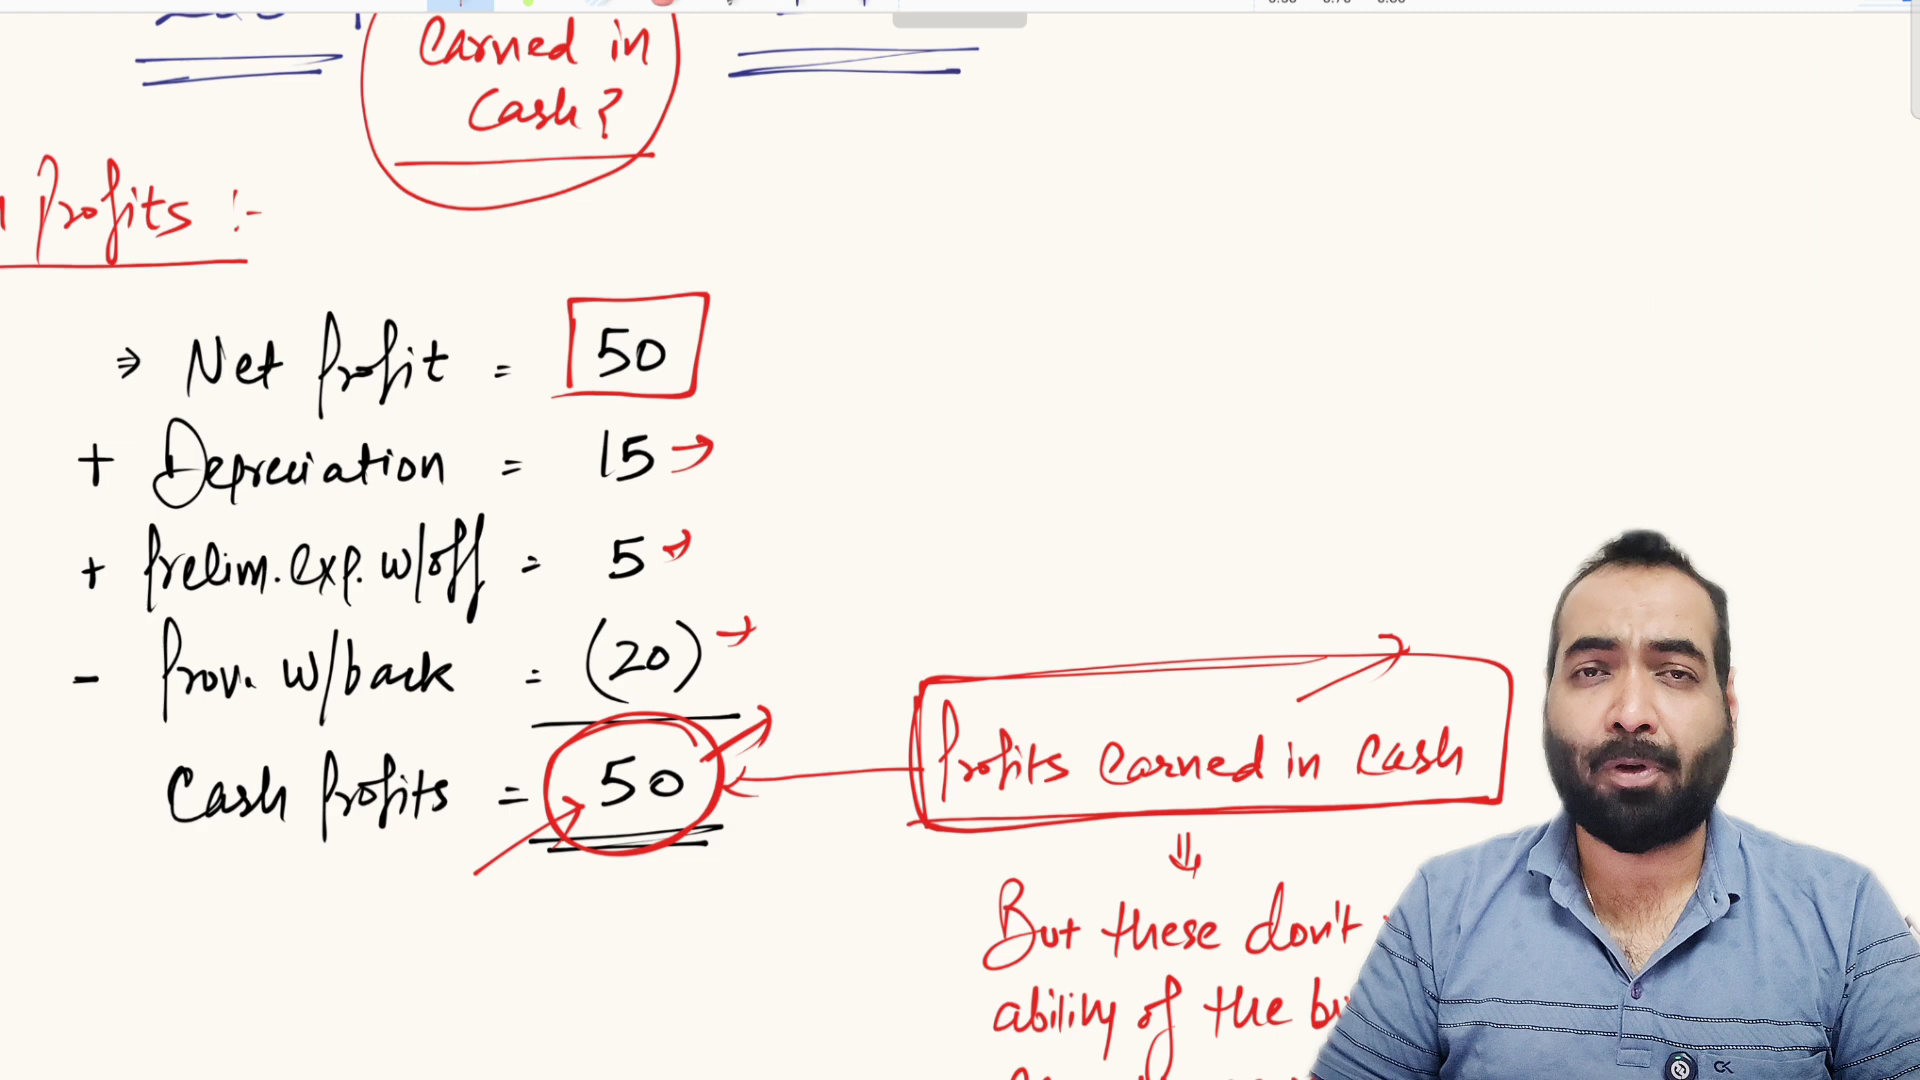 Earned in
Cash?
Profits :-
⇒ Net Profit = 50
+ Depreciation = 15 →
+ Prelim. Exp. w/off = 5 →
- Prov. w/back = (20) →
Cash Profits = 50
Profits Earned in Cash
⇓
But these don't
ability of the
CK